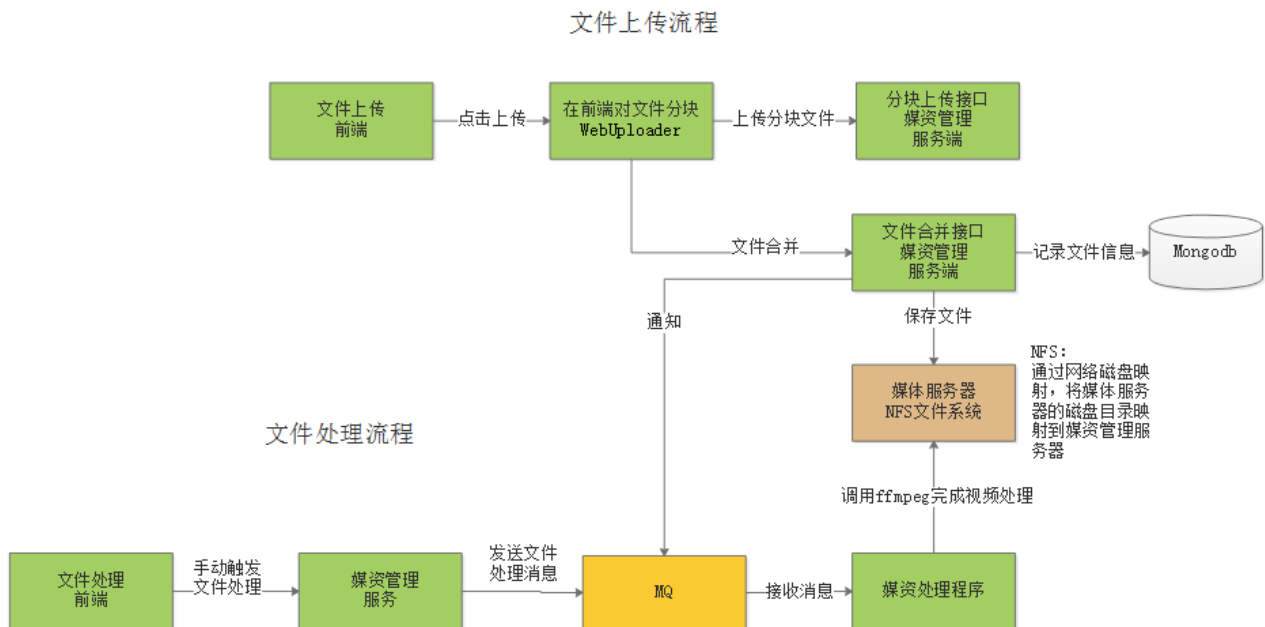 文件上传流程
文件上传
前端
点击上传
在前端对文件分块
WebUploader
上传分块文件
分块上传接口
媒资管理
服务端
文件合并
文件合并接口
媒资管理
服务端
记录文件信息
Mongodb
通知
保存文件
媒体服务器
NFS文件系统
NFS:
通过网络磁盘映
射，将媒体服务
器的磁盘目录映
射到媒资管理服
务器
文件处理流程
调用ffmpeg完成视频处理
文件处理
前端
手动触发
文件处理
媒资管理
服务
发送文件
处理消息
MQ
接收消息
媒资处理程序